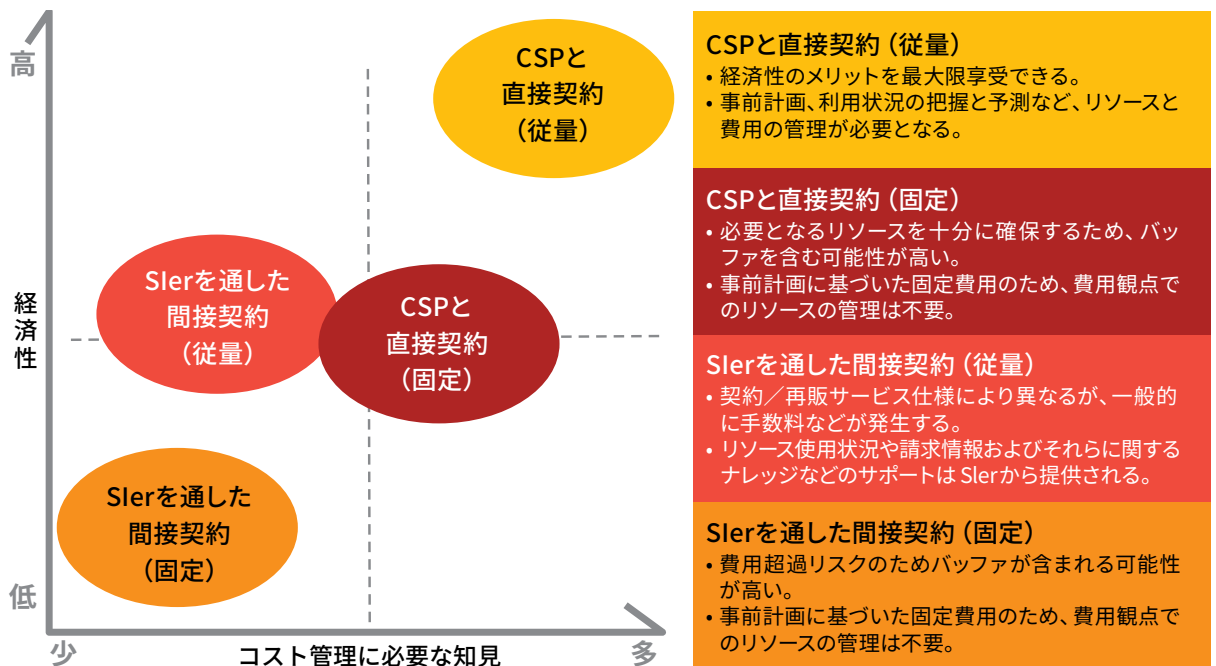 高
経済性
低
少
コスト管理に必要な知見
多
CSPと
直接契約
（従量）
SIerを通した
間接契約
（従量）
CSPと
直接契約
（固定）
SIerを通した
間接契約
（固定）
CSPと直接契約（従量）
• 経済性のメリットを最大限享受できる。
• 事前計画、利用状況の把握と予測など、リソースと
費用の管理が必要となる。
CSPと直接契約（固定）
• 必要となるリソースを十分に確保するため、バッ
ファを含む可能性が高い。
• 事前計画に基づいた固定費用のため、費用観点で
のリソースの管理は不要。
SIerを通した間接契約（従量）
• 契約／再販サービス仕様により異なるが、一般的
に手数料などが発生する。
• リソース使用状況や請求情報およびそれらに関する
ナレッジなどのサポートは SIerから提供される。
SIerを通した間接契約（固定）
• 費用超過リスクのためバッファが含まれる可能性
が高い。
• 事前計画に基づいた固定費用のため、費用観点で
のリソースの管理は不要。